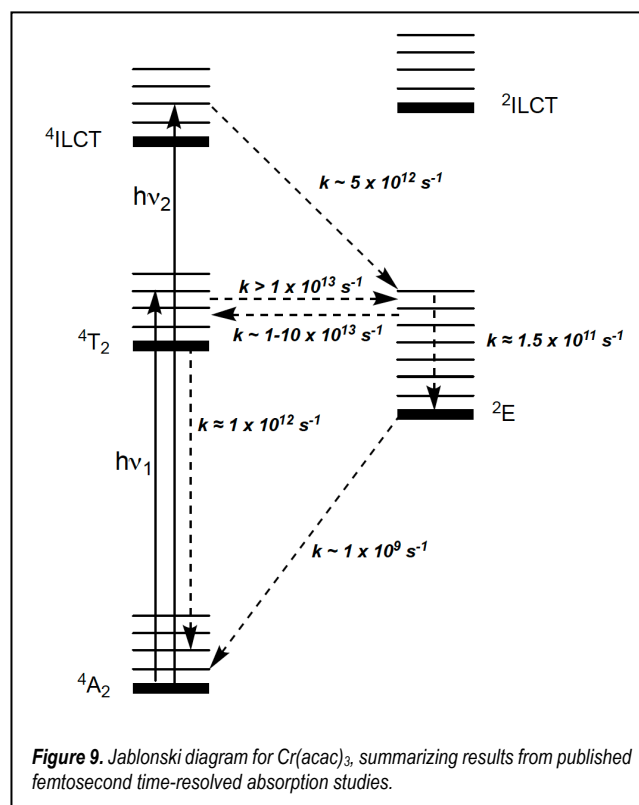 ⁴ILCT
²ILCT
hν₂
k ~ 5 x 10¹² s⁻¹
k > 1 x 10¹³ s⁻¹
k ~ 1-10 x 10¹³ s⁻¹
⁴T₂
k ≈ 1.5 x 10¹¹ s⁻¹
²E
k ≈ 1 x 10¹² s⁻¹
hν₁
k ~ 1 x 10⁹ s⁻¹
⁴A₂
Figure 9. Jablonski diagram for Cr(acac)₃, summarizing results from published
femtosecond time-resolved absorption studies.